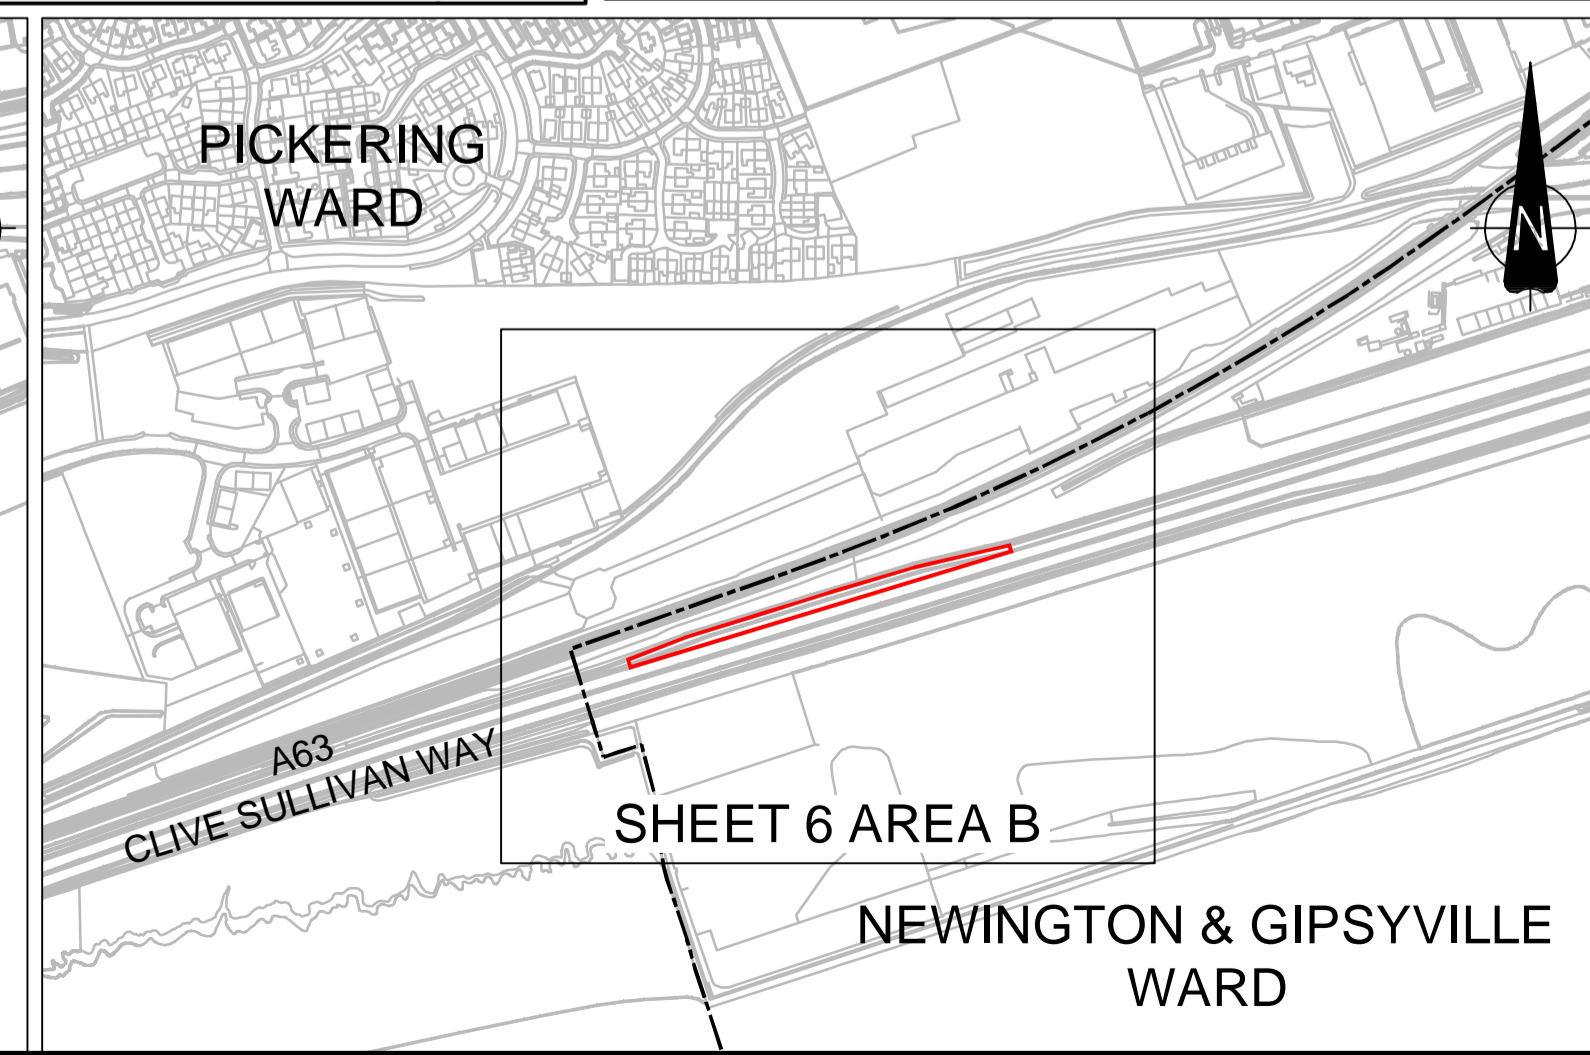 PICKERING
WARD
N
A63
CLIVE SULLIVAN WAY
SHEET 6 AREA B
NEWINGTON & GIPSYVILLE
WARD